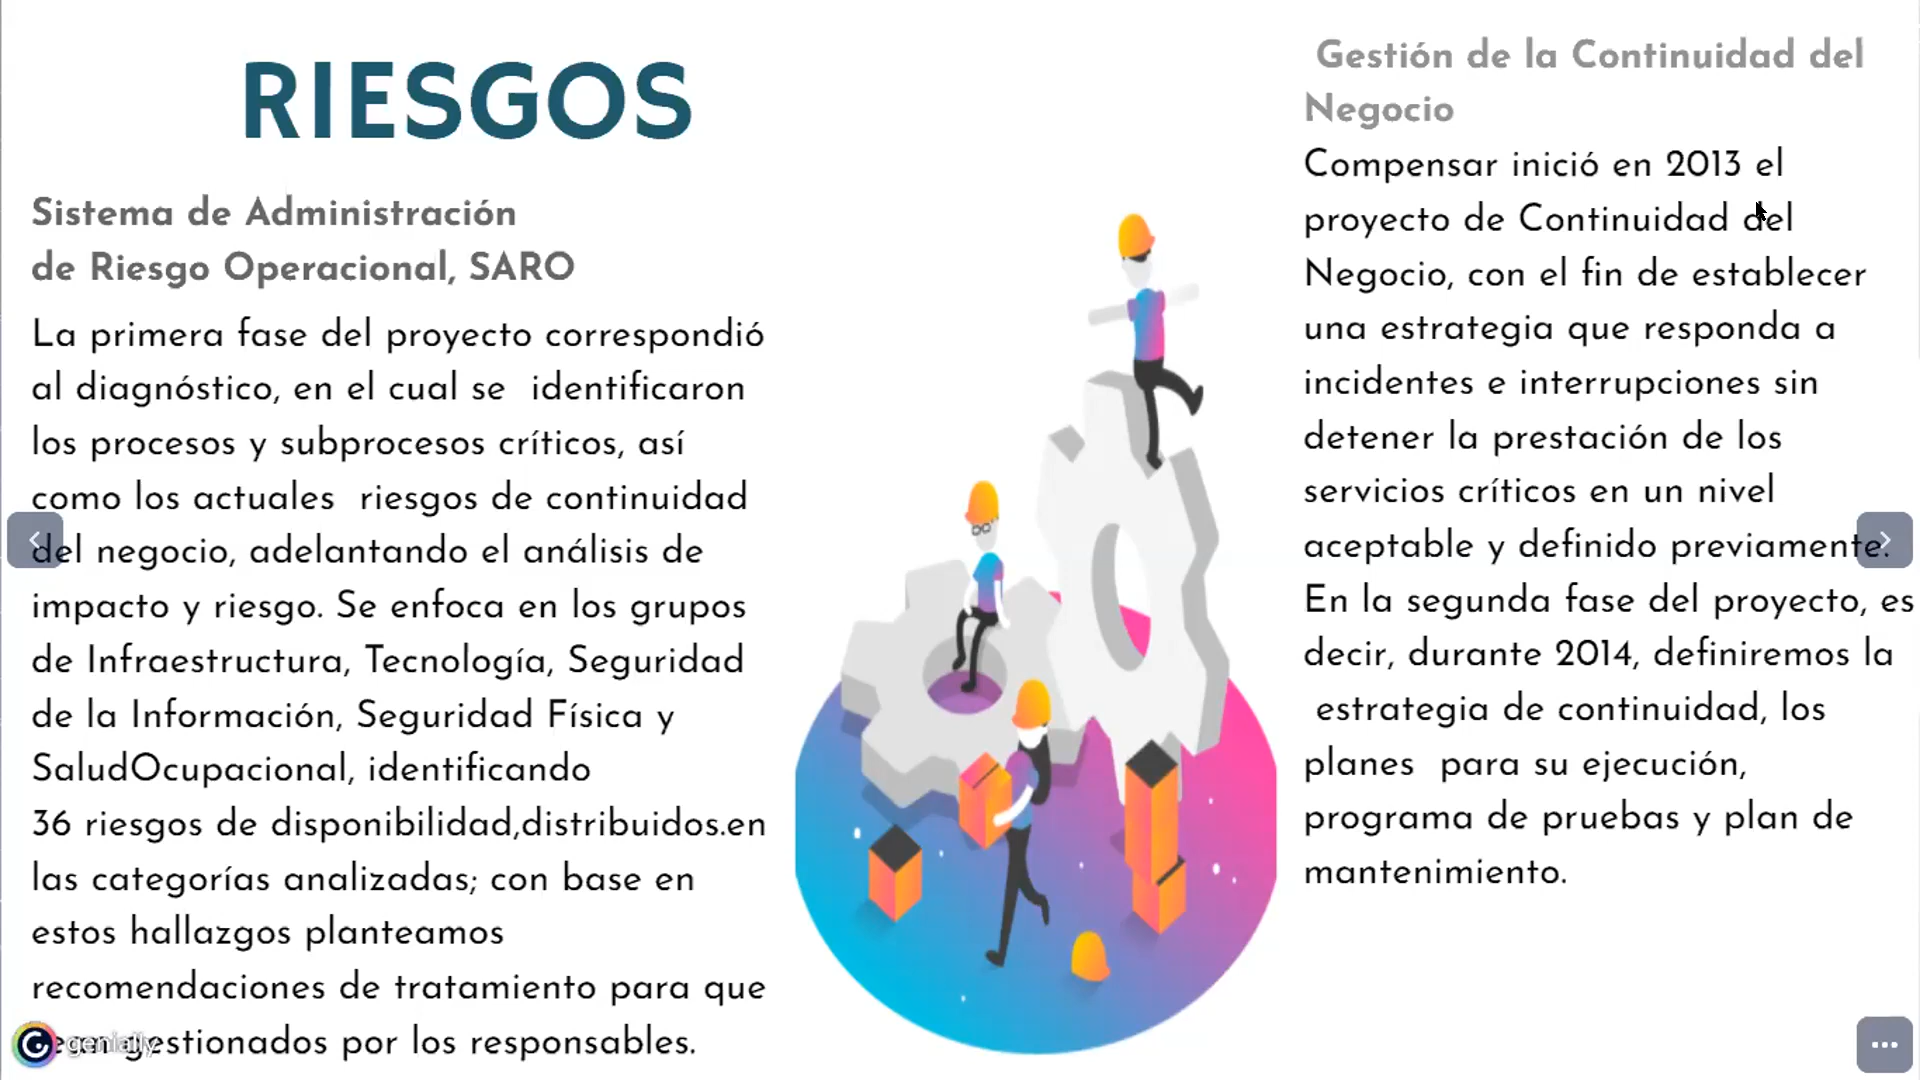 RIESGOS
Sistema de Administración
de Riesgo Operacional, SARO
La primera fase del proyecto correspondió
al diagnóstico, en el cual se identificaron
los procesos y subprocesos críticos, así
como los actuales riesgos de continuidad
del negocio, adelantando el análisis de
impacto y riesgo. Se enfoca en los grupos
de Infraestructura, Tecnología, Seguridad
de la Información, Seguridad Física y
SaludOcupacional, identificando
36 riesgos de disponibilidad,distribuidos.en
las categorías analizadas; con base en
estos hallazgos planteamos
recomendaciones de tratamiento para que
gestionados por los responsables.
genially
Gestión de la Continuidad del
Negocio
Compensar inició en 2013 el
proyecto de Continuidad del
Negocio, con el fin de establecer
una estrategia que responda a
incidentes e interrupciones sin
detener la prestación de los
servicios críticos en un nivel
aceptable y definido previamente.
En la segunda fase del proyecto, es
decir, durante 2014, definiremos la
estrategia de continuidad, los
planes para su ejecución,
programa de pruebas y plan de
mantenimiento.